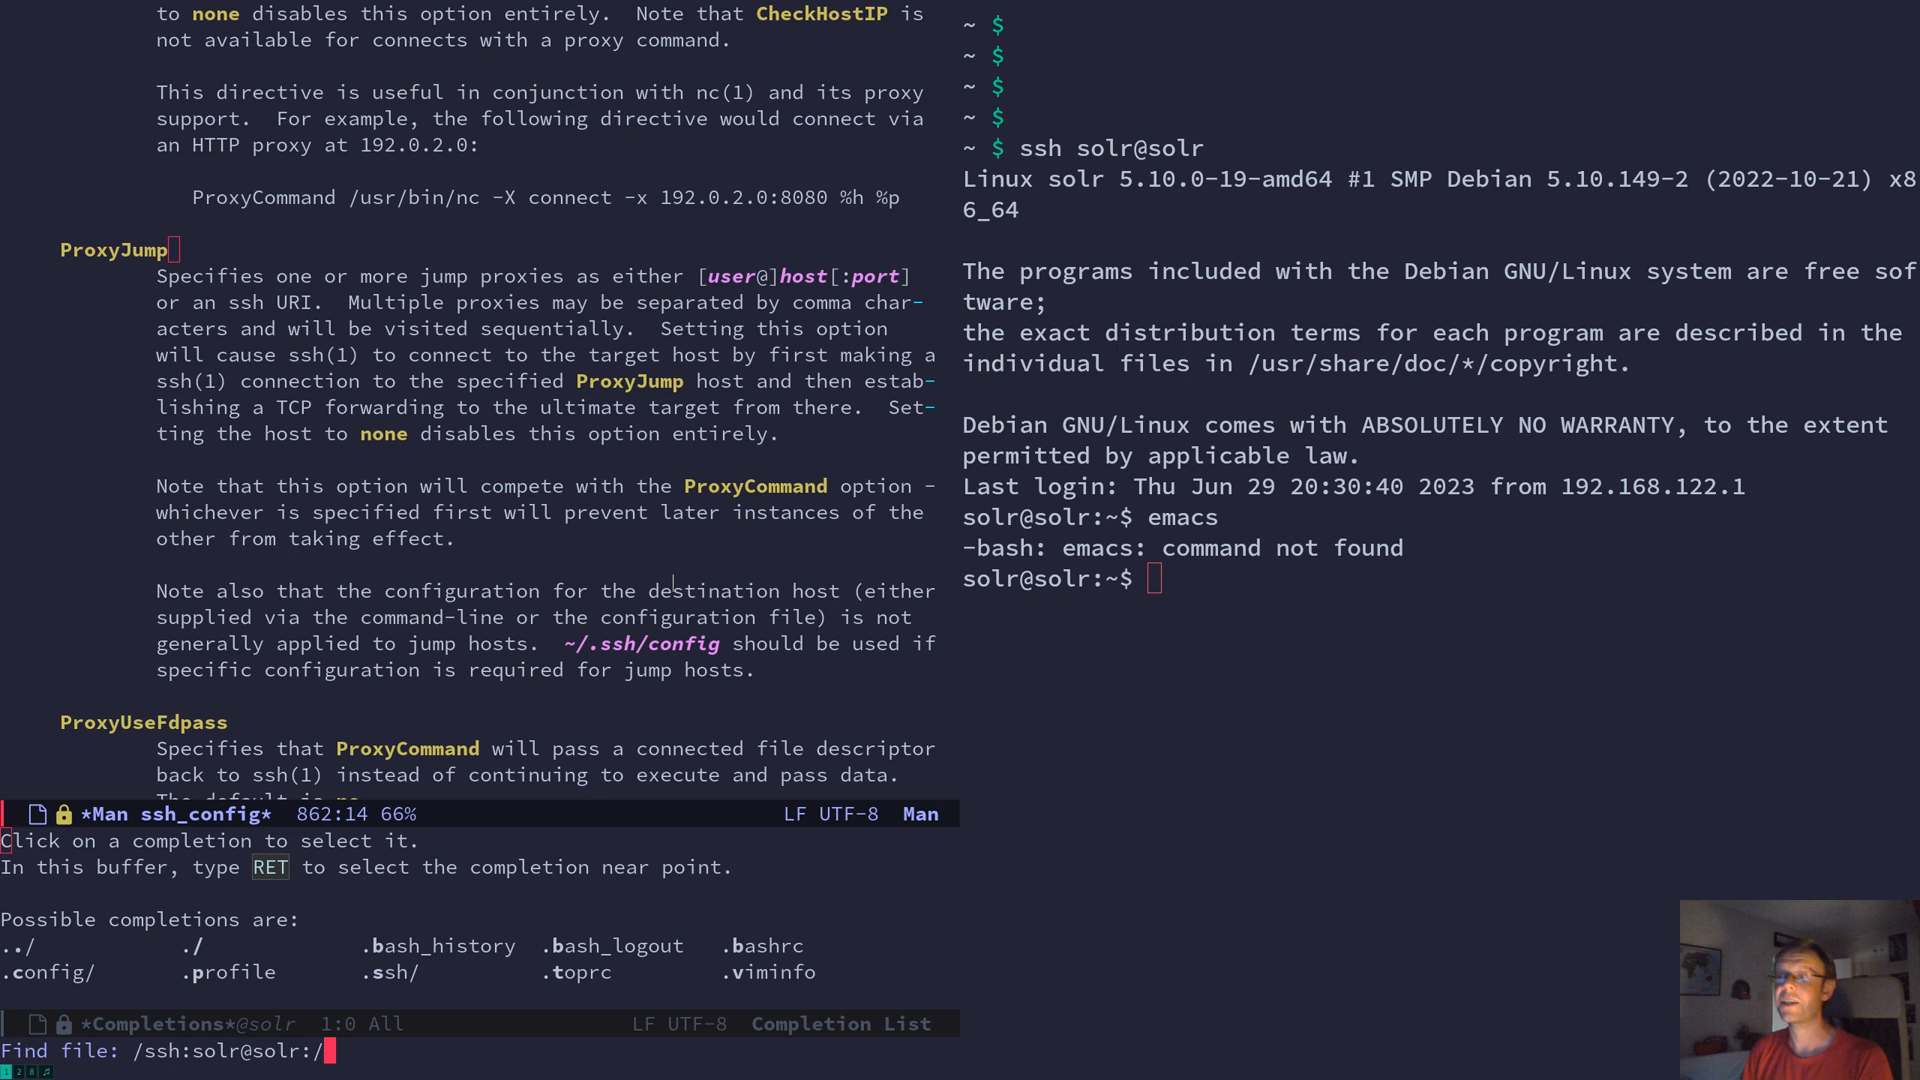 to none disables this option entirely.  Note that CheckHostIP is
not available for connects with a proxy command.
This directive is useful in conjunction with nc(1) and its proxy
support.  For example, the following directive would connect via
an HTTP proxy at 192.0.2.0:
ProxyCommand /usr/bin/nc -X connect -x 192.0.2.0:8080 %h %p
ProxyJump
Specifies one or more jump proxies as either [user@]host[:port]
or an ssh URI.  Multiple proxies may be separated by comma char-
acters and will be visited sequentially.  Setting this option
will cause ssh(1) to connect to the target host by first making a
ssh(1) connection to the specified ProxyJump host and then estab-
lishing a TCP forwarding to the ultimate target from there.  Set-
ting the host to none disables this option entirely.
Note that this option will compete with the ProxyCommand option -
whichever is specified first will prevent later instances of the
other from taking effect.
Note also that the configuration for the destination host (either
supplied via the command-line or the configuration file) is not
generally applied to jump hosts.  ~/.ssh/config should be used if
specific configuration is required for jump hosts.
ProxyUseFdpass
Specifies that ProxyCommand will pass a connected file descriptor
back to ssh(1) instead of continuing to execute and pass data.
The default is no
*Man ssh_config*  862:14 66%  LF UTF-8  Man
Click on a completion to select it.
In this buffer, type RET to select the completion near point.
Possible completions are:
../  ./  .bash_history  .bash_logout  .bashrc
.config/  .profile  .ssh/  .toprc  .viminfo
*Completions*@solr  1:0 All  LF UTF-8  Completion List
Find file: /ssh:solr@solr:/
1 2 8
~ $
~ $
~ $
~ $
~ $ ssh solr@solr
Linux solr 5.10.0-19-amd64 #1 SMP Debian 5.10.149-2 (2022-10-21) x8
6_64
The programs included with the Debian GNU/Linux system are free sof
tware;
the exact distribution terms for each program are described in the
individual files in /usr/share/doc/*/copyright.
Debian GNU/Linux comes with ABSOLUTELY NO WARRANTY, to the extent
permitted by applicable law.
Last login: Thu Jun 29 20:30:40 2023 from 192.168.122.1
solr@solr:~$ emacs
-bash: emacs: command not found
solr@solr:~$